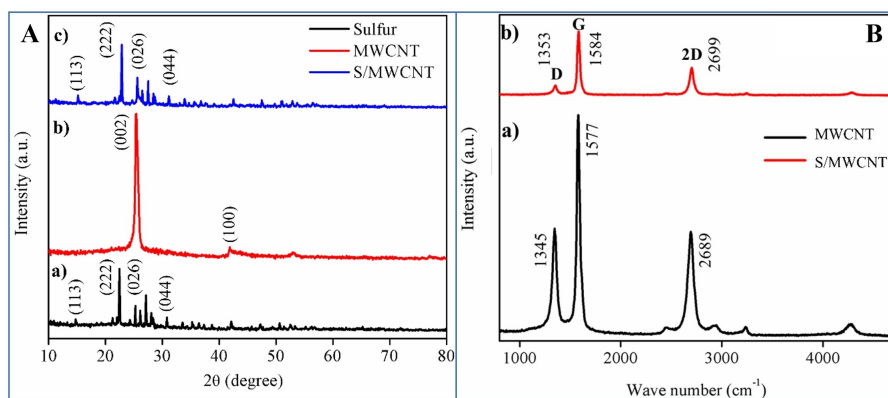 A
c)
(113)
(222)
(026)
(044)
Sulfur
MWCNT
S/MWCNT
b)
(002)
(100)
a)
(113)
(222)
(026)
(044)
Intensity (a.u.)
10 20 30 40 50 60 70 80
2θ (degree)
B
b)
1353
D
G
1584
2D
2699
a)
1345
1577
2689
MWCNT
S/MWCNT
Intensity (a.u.)
1000 2000 3000 4000
Wave number (cm⁻¹)